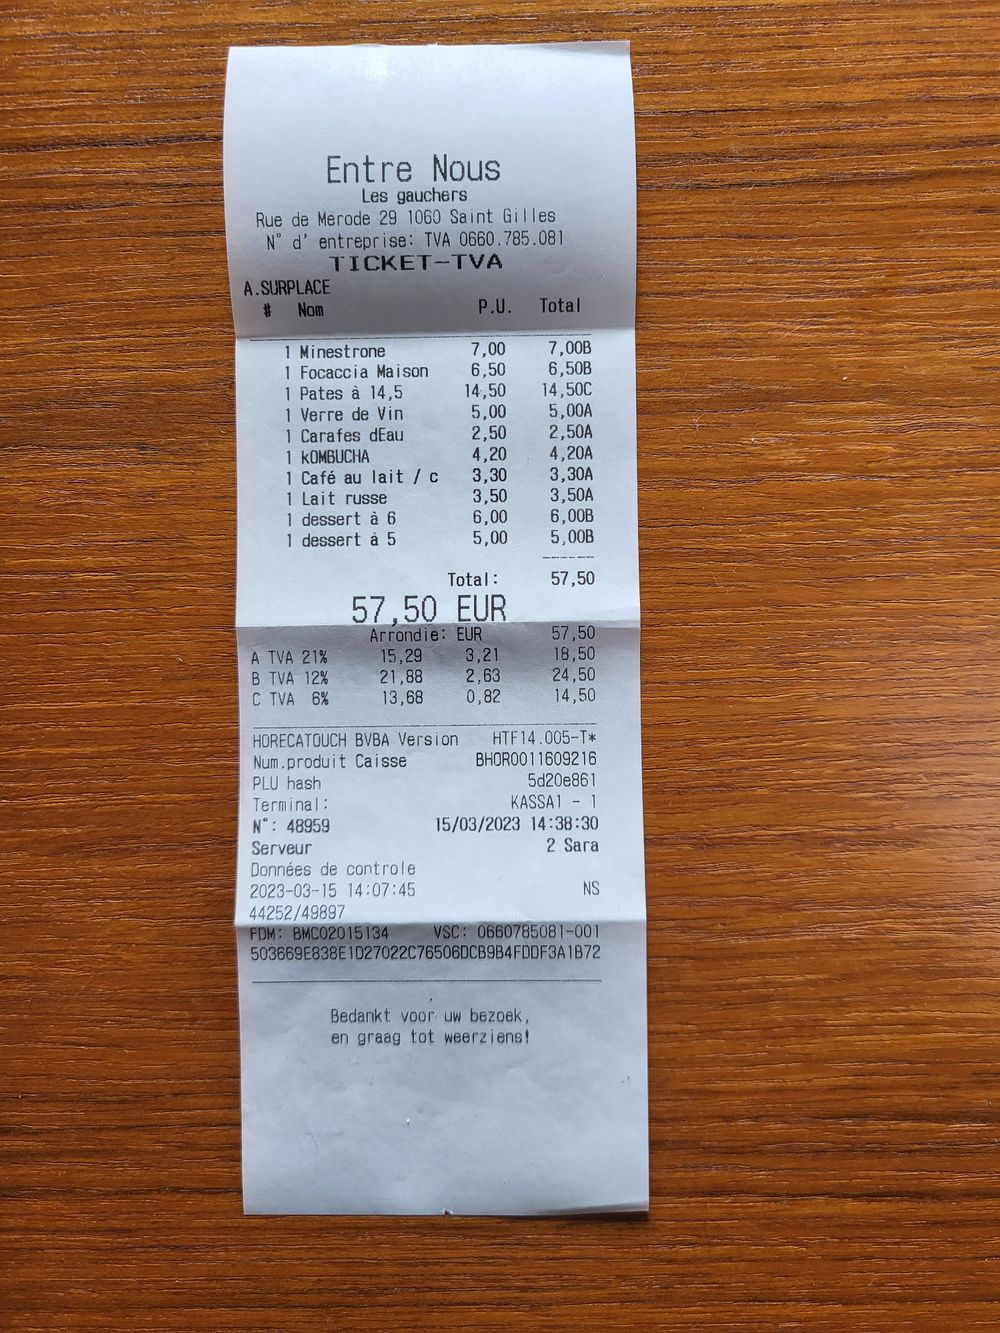 Entre Nous
Les gauchers
Rue de Merode 29 1060 Saint Gilles
N° d' entreprise: TVA 0660.785.081
TICKET-TVA
A.SURPLACE
# Nom P.U. Total
1 Minestrone 7,00 7,00B
1 Focaccia Maison 6,50 6,50B
1 Pates à 14,5 14,50 14,50C
1 Verre de Vin 5,00 5,00A
1 Carafes dEau 2,50 2,50A
1 kOMBUCHA 4,20 4,20A
1 Café au lait / c 3,30 3,30A
1 Lait russe 3,50 3,50A
1 dessert à 6 6,00 6,00B
1 dessert à 5 5,00 5,00B
Total: 57,50
57,50 EUR
Arrondie: EUR 57,50
A TVA 21% 15,29 3,21 18,50
B TVA 12% 21,88 2,63 24,50
C TVA 6% 13,68 0,82 14,50
HORECATOUCH BVBA Version HTF14.005-T*
Num.produit Caisse BHOR0011609216
PLU hash 5d20e861
Terminal: KASSA1 - 1
N°: 48959 15/03/2023 14:38:30
Serveur 2 Sara
Données de controle
2023-03-15 14:07:45 NS
44252/49897
FDM: BMC02015134 VSC: 0660785081-001
503669E838E1D27022C76506DCB9B4FDDF3A1B72
Bedankt voor uw bezoek,
en graag tot weerziens!